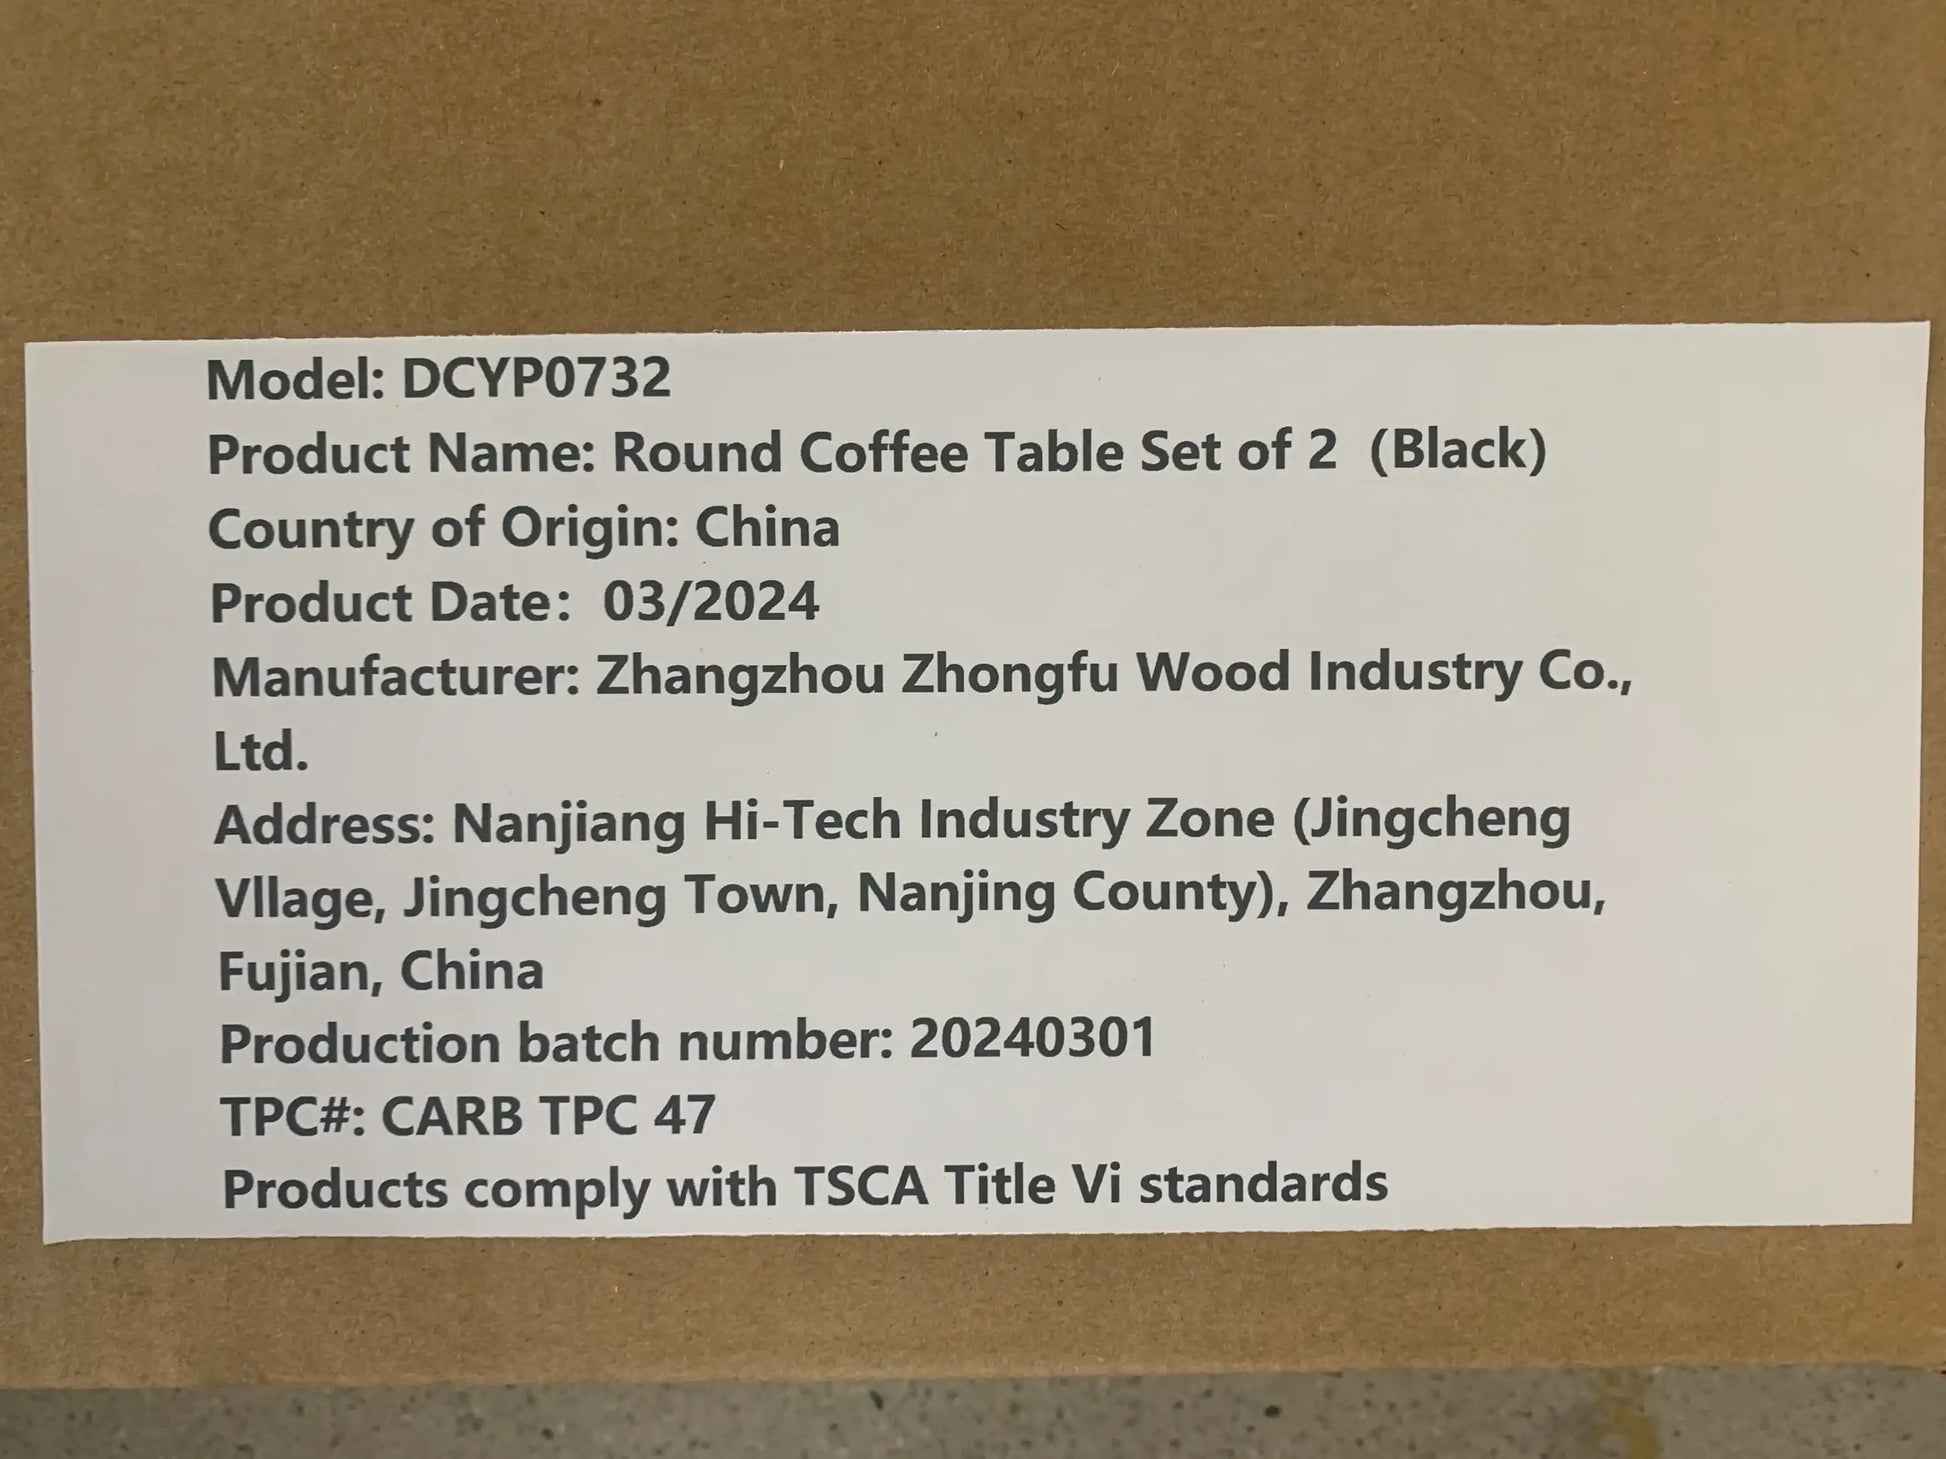 Model: DCYP0732
Product Name: Round Coffee Table Set of 2  (Black)
Country of Origin: China
Product Date:  03/2024
Manufacturer: Zhangzhou Zhongfu Wood Industry Co.,
Ltd.
Address: Nanjiang Hi-Tech Industry Zone (Jingcheng
Vllage, Jingcheng Town, Nanjing County), Zhangzhou,
Fujian, China
Production batch number: 20240301
TPC#: CARB TPC 47
Products comply with TSCA Title Vi standards